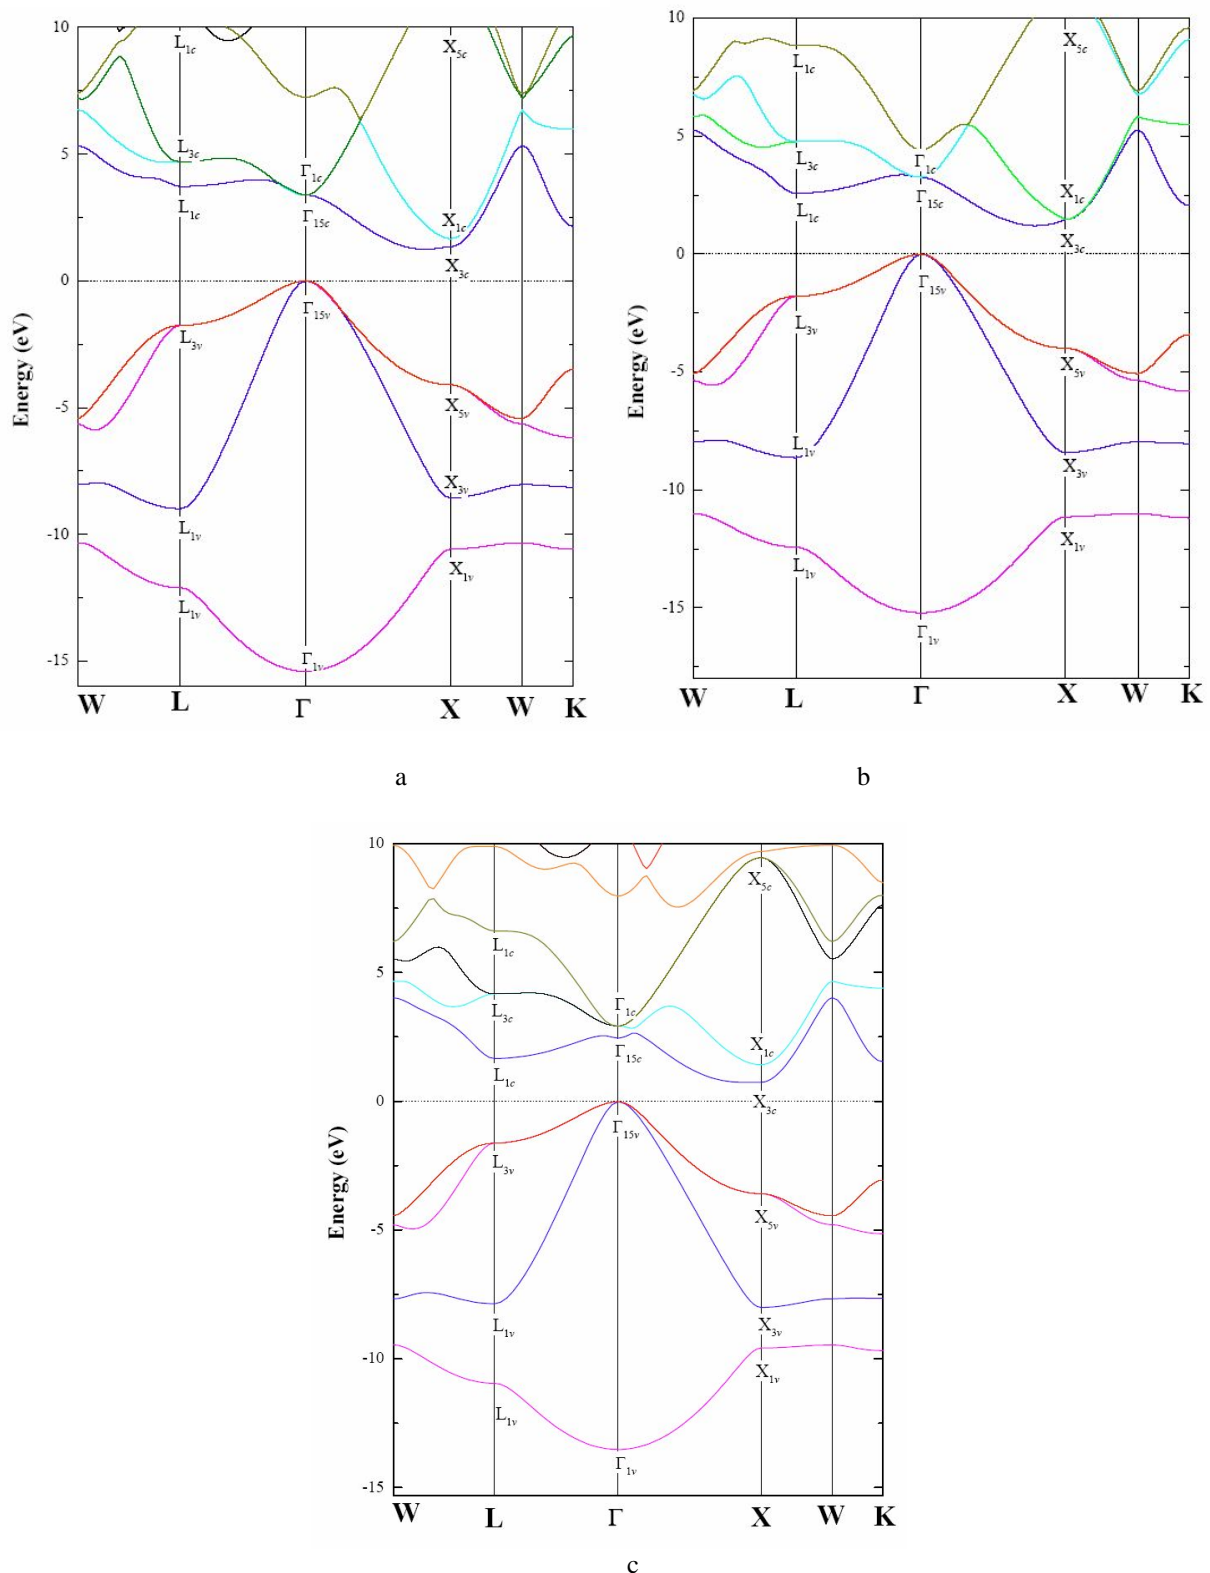 10
5
0
-5
-10
-15
Energy (eV)
L1c
L3c
L1c
Γ1c
Γ15c
X5c
X1c
X3c
Γ15v
L3v
X5v
X3v
L1v
X1v
L1v
Γ1v
W L Γ X W K
a
10
5
0
-5
-10
-15
Energy (eV)
L1c
L3c
L1c
Γ1c
Γ15c
X5c
X1c
X3c
Γ15v
L3v
X5v
L1v
X3v
X1v
L1v
Γ1v
W L Γ X W K
b
10
5
0
-5
-10
-15
Energy (eV)
X5c
L1c
L3c
Γ1c
X1c
Γ15c
L1c
X3c
Γ15v
L3v
X5v
L1v
X3v
X1v
L1v
Γ1v
W L Γ X W K
c